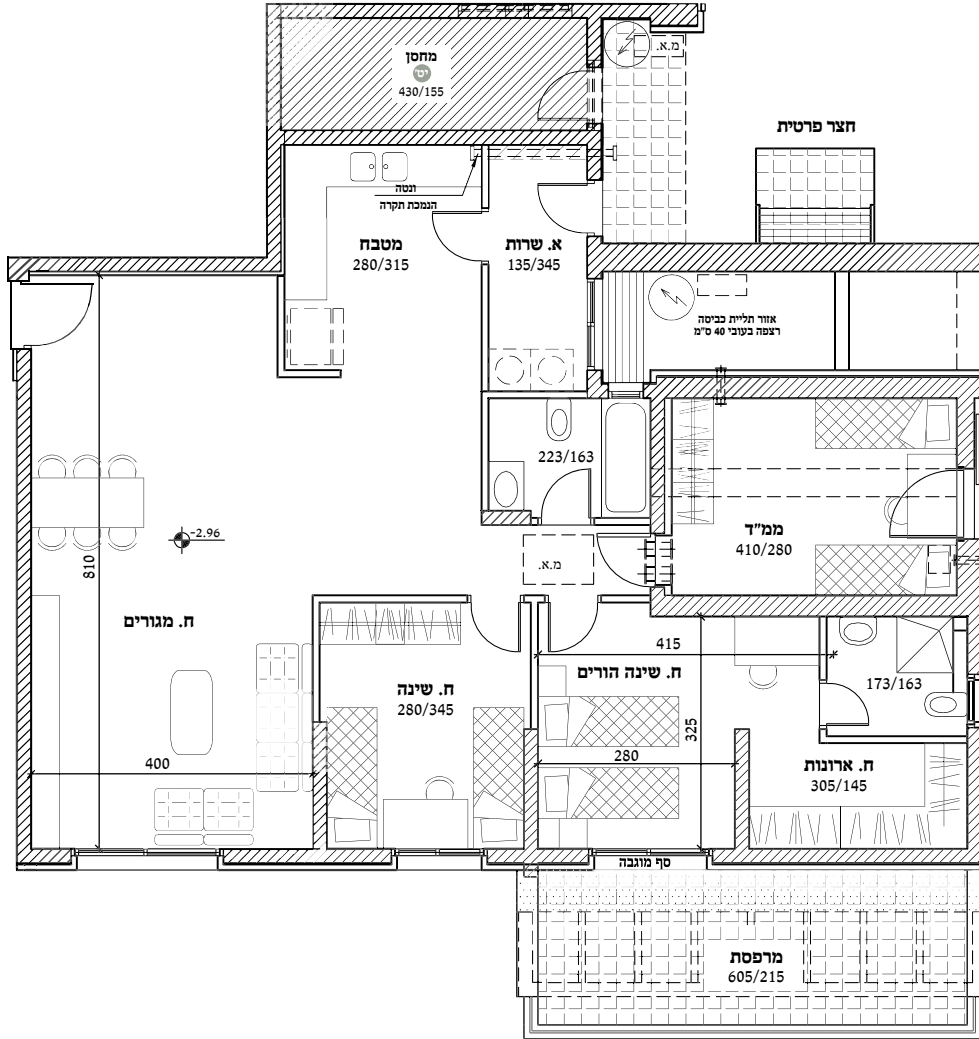 מחסן
יט'
430/155
מ.א.
חצר פרטית
ונטה
הנמכת תקרה
מטבח
280/315
א. שרות
135/345
אזור תליית כביסה
רצפה בעובי 40 ס"מ
223/163
ממ"ד
410/280
-2.96
810
מ.א.
ח. מגורים
415
ח. שינה הורים
ח. שינה
280/345
173/163
325
400
280
ח. ארונות
305/145
סף מוגבה
מרפסת
605/215